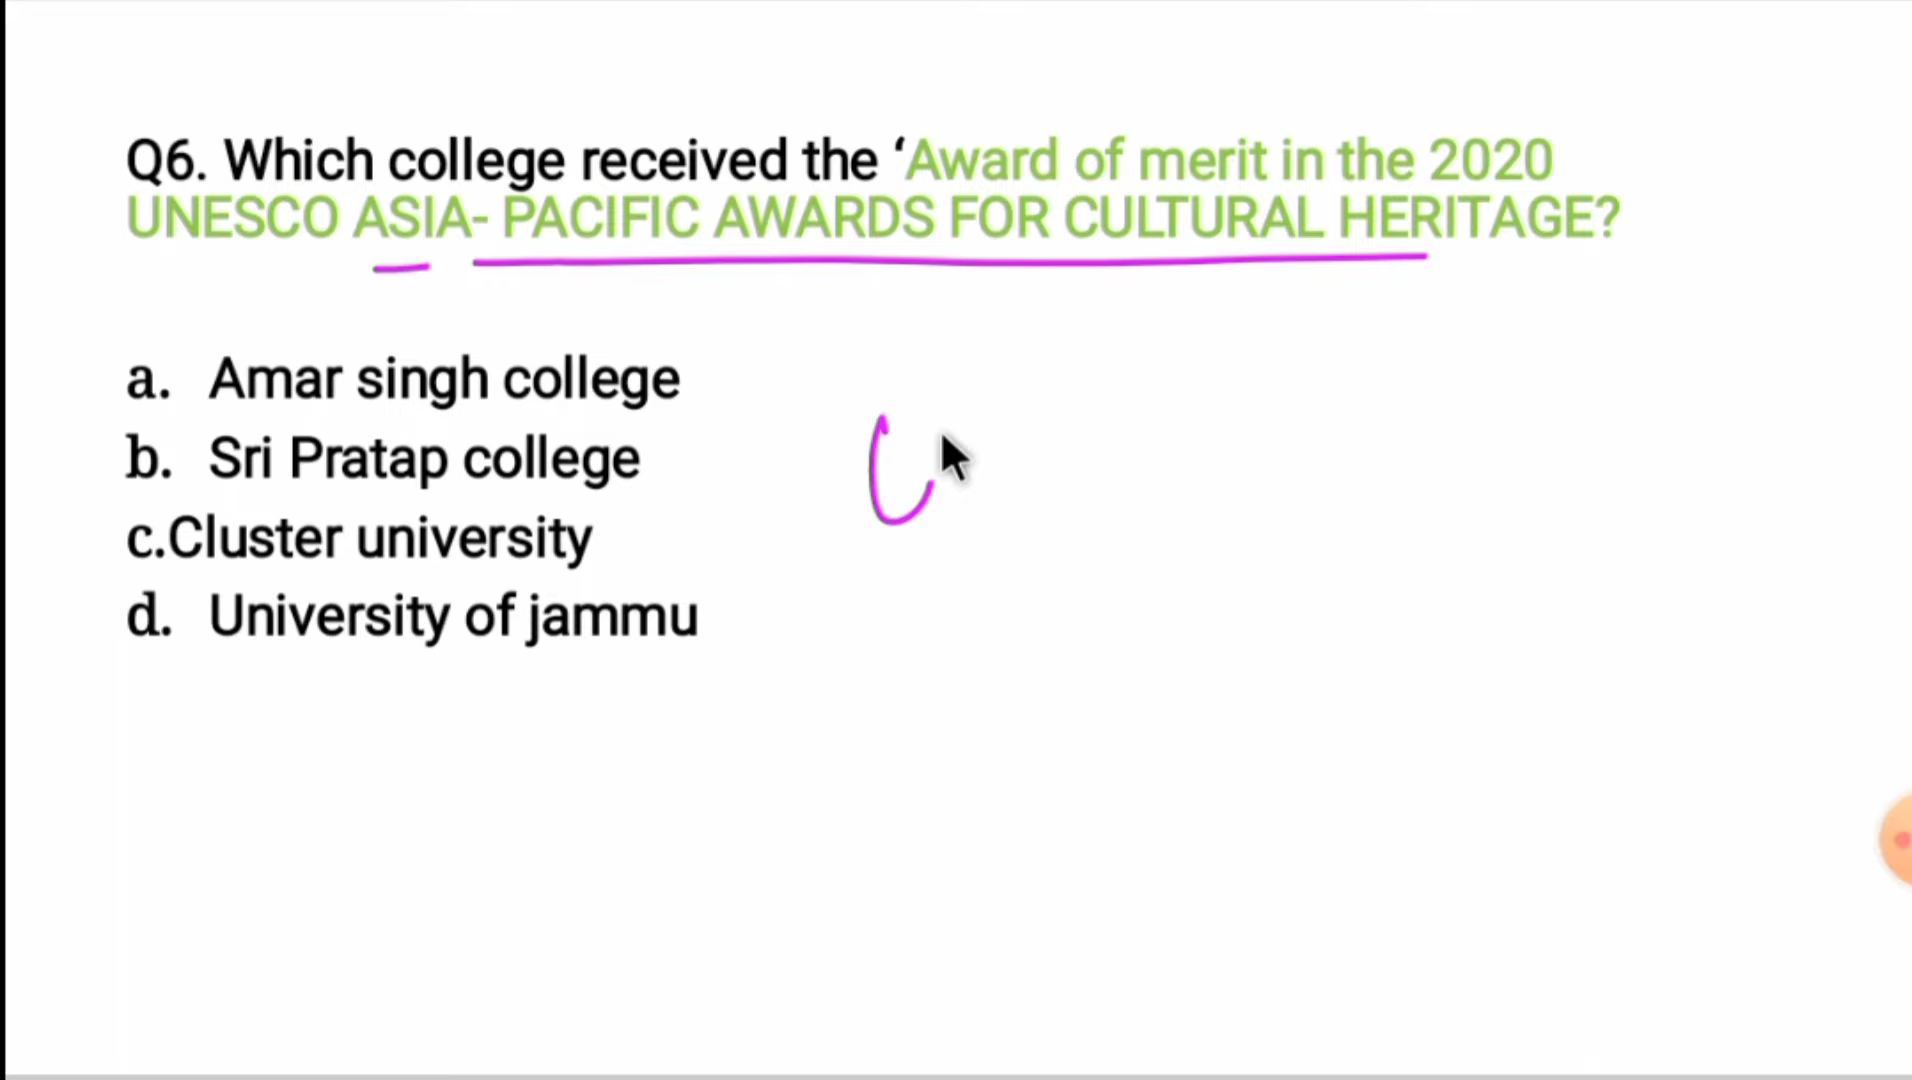 Q6. Which college received the ‘Award of merit in the 2020
UNESCO ASIA- PACIFIC AWARDS FOR CULTURAL HERITAGE?
a. Amar singh college
b. Sri Pratap college
c.Cluster university
d. University of jammu